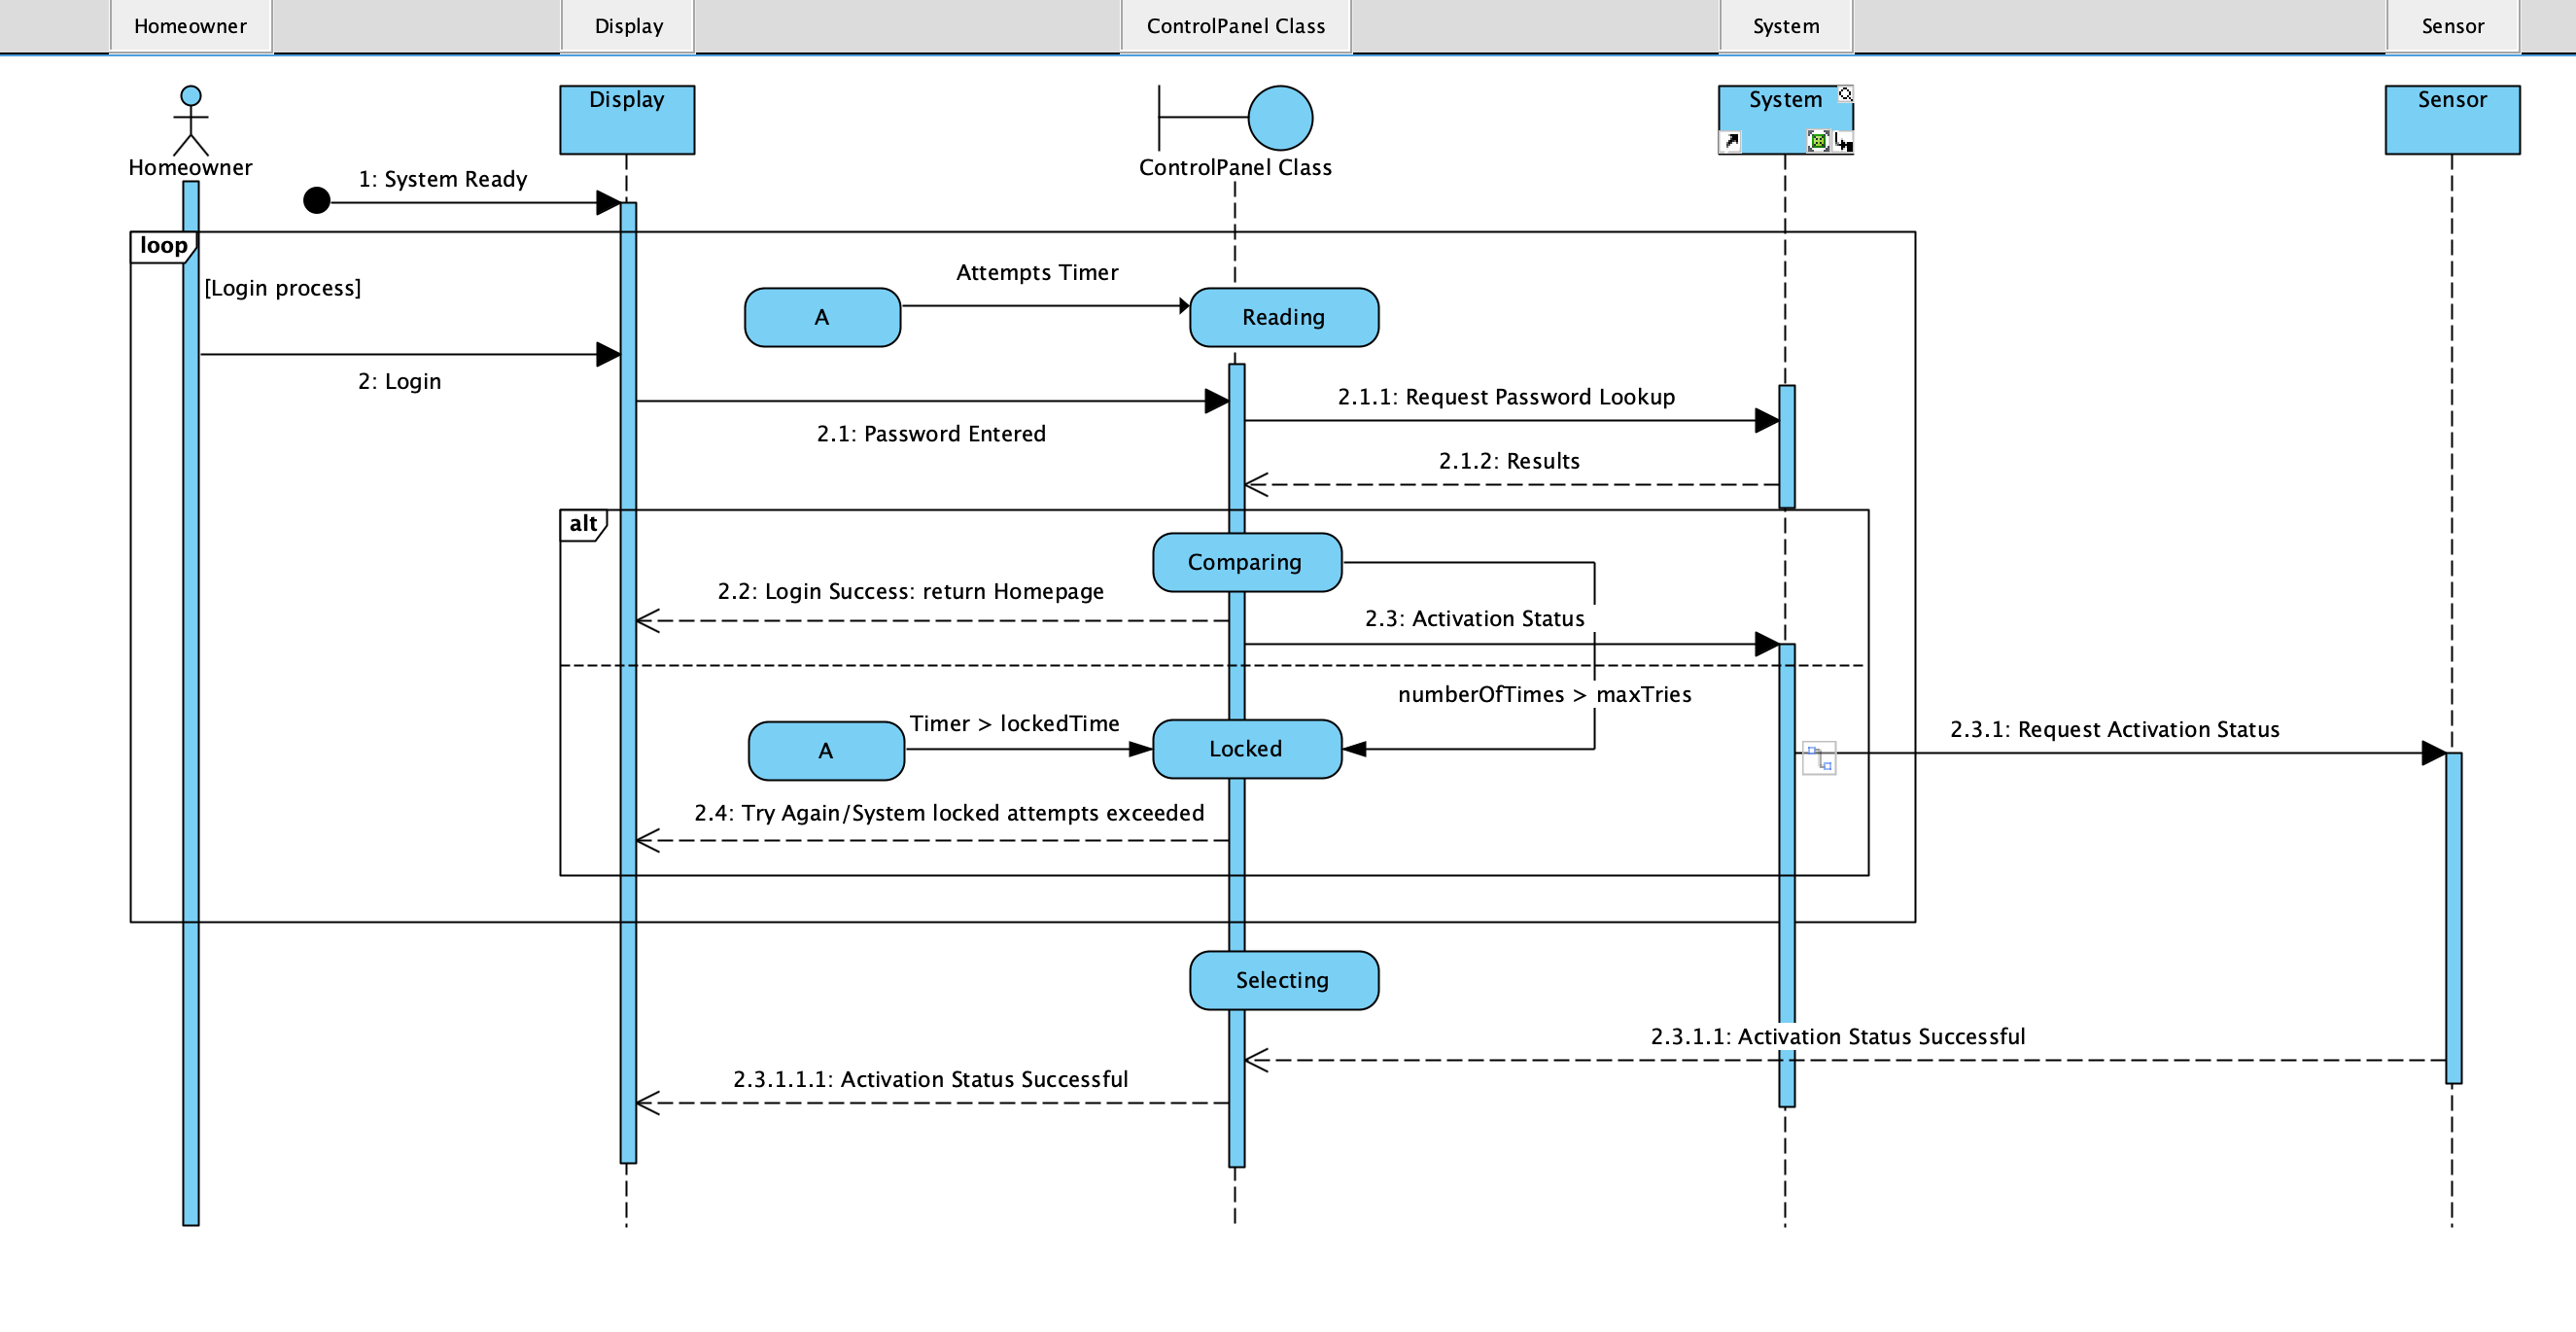 Homeowner
Display
ControlPanel Class
System
Sensor
Display
System
Sensor
Homeowner
ControlPanel Class
1: System Ready
loop
[Login process]
Attempts Timer
A
Reading
2: Login
2.1.1: Request Password Lookup
2.1: Password Entered
2.1.2: Results
alt
Comparing
2.2: Login Success: return Homepage
2.3: Activation Status
numberOfTimes > maxTries
Timer > lockedTime
A
Locked
2.3.1: Request Activation Status
2.4: Try Again/System locked attempts exceeded
Selecting
2.3.1.1: Activation Status Successful
2.3.1.1.1: Activation Status Successful